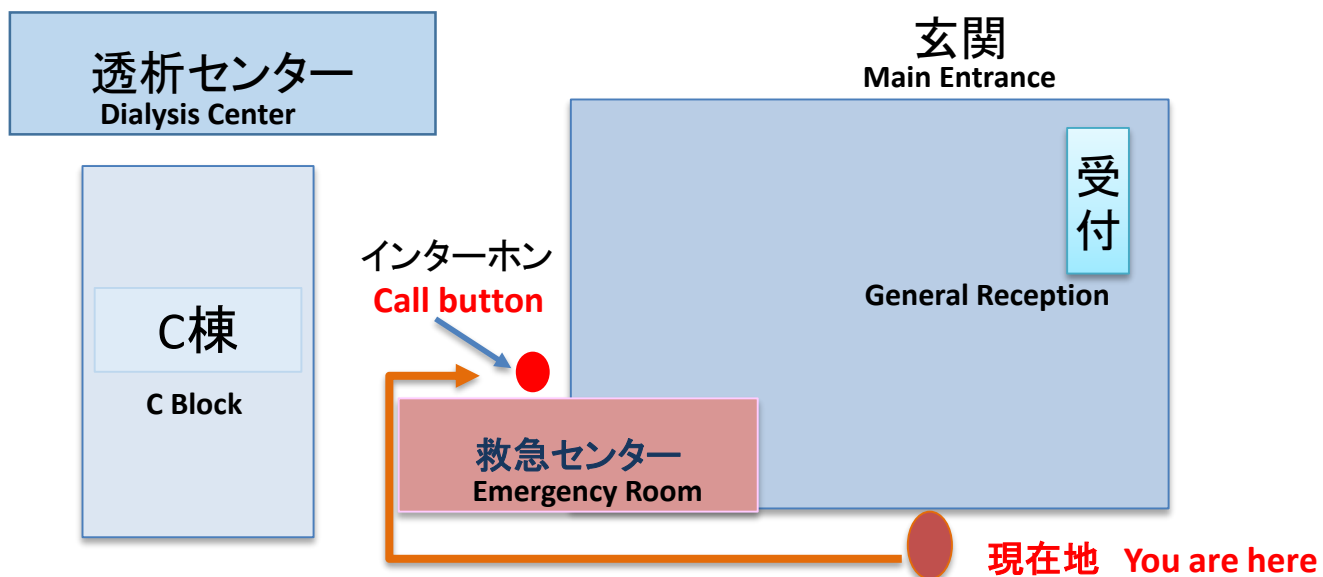 透析センター
Dialysis Center
玄関
Main Entrance
受付
General Reception
インターホン
Call button
C棟
C Block
救急センター
Emergency Room
現在地 You are here